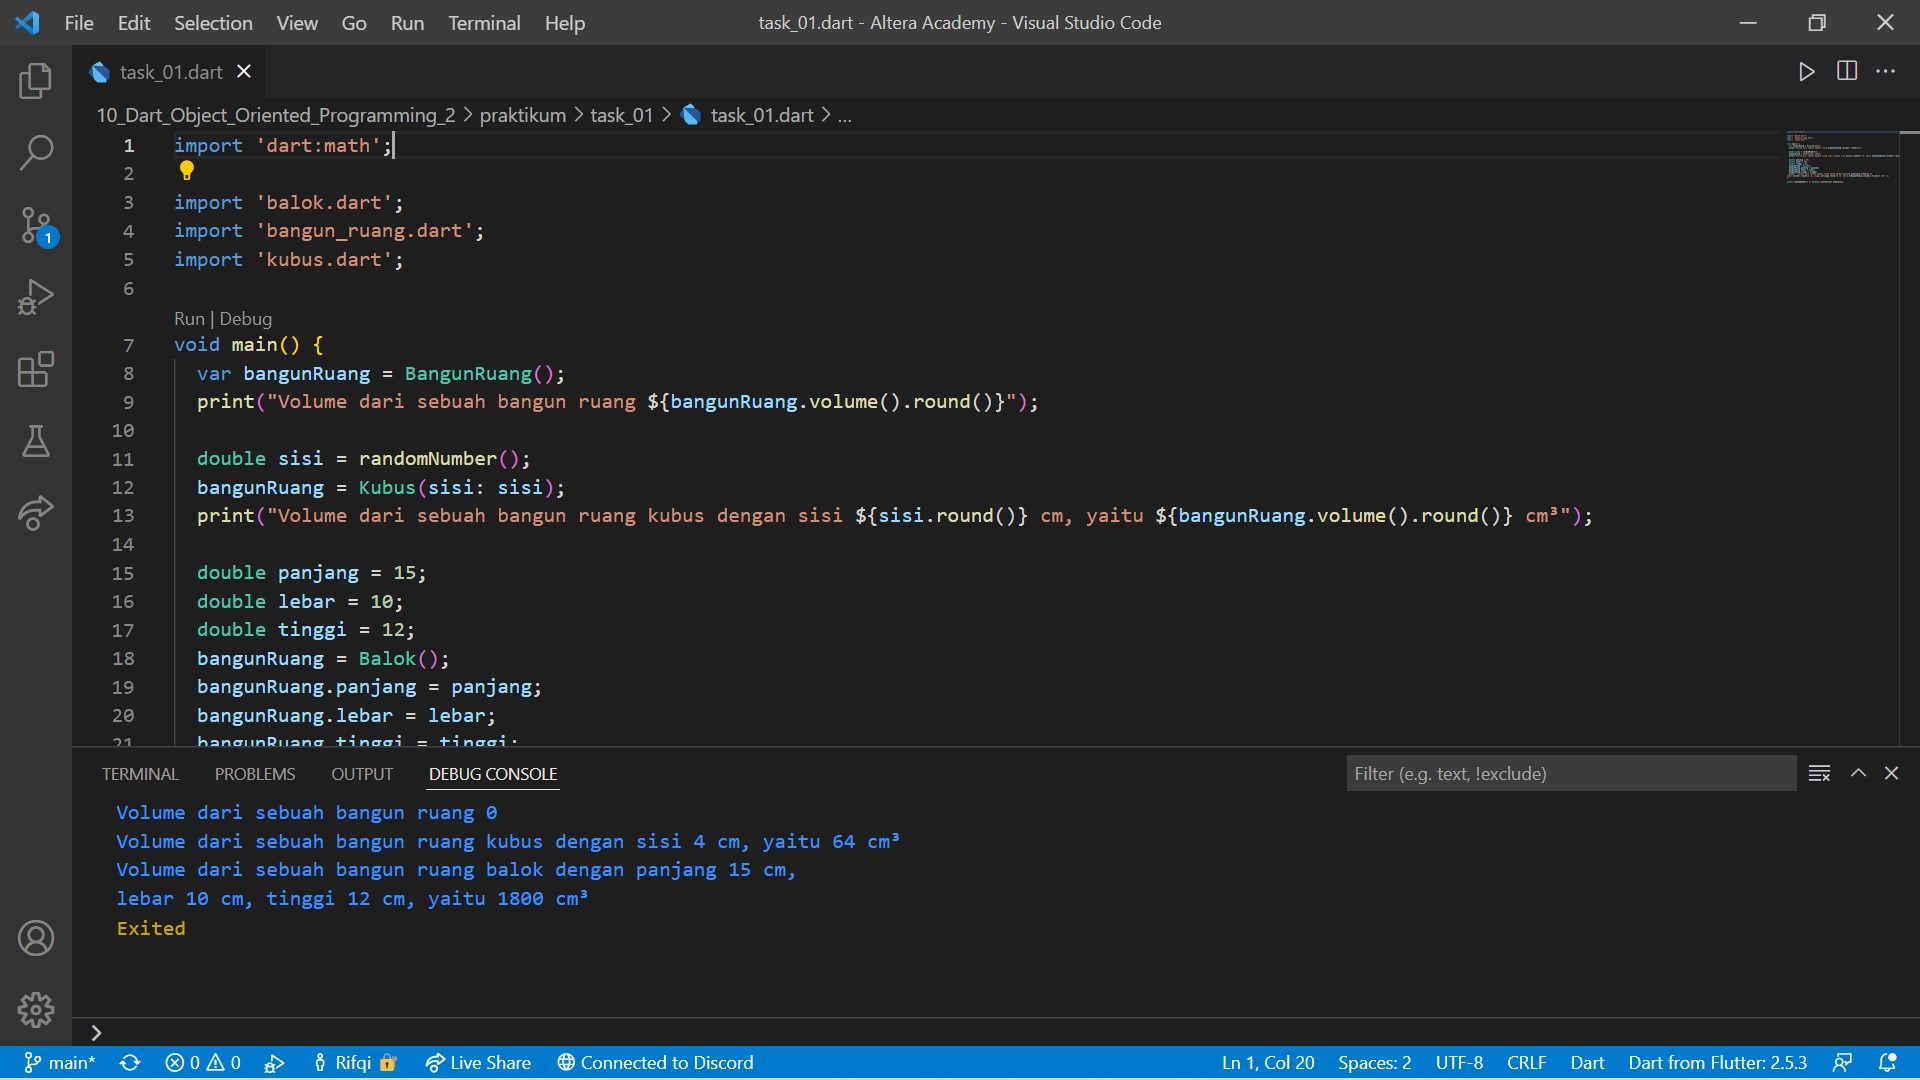 File Edit Selection View Go Run Terminal Help
task_01.dart - Altera Academy - Visual Studio Code
task_01.dart
10_Dart_Object_Oriented_Programming_2 > praktikum > task_01 > task_01.dart > ...
1 import 'dart:math';
2
3 import 'balok.dart';
4 import 'bangun_ruang.dart';
5 import 'kubus.dart';
6
Run | Debug
7 void main() {
8 var bangunRuang = BangunRuang();
9 print("Volume dari sebuah bangun ruang ${bangunRuang.volume().round()}");
10
11 double sisi = randomNumber();
12 bangunRuang = Kubus(sisi: sisi);
13 print("Volume dari sebuah bangun ruang kubus dengan sisi ${sisi.round()} cm, yaitu ${bangunRuang.volume().round()} cm³");
14
15 double panjang = 15;
16 double lebar = 10;
17 double tinggi = 12;
18 bangunRuang = Balok();
19 bangunRuang.panjang = panjang;
20 bangunRuang.lebar = lebar;
21 bangunRuang.tinggi = tinggi;
TERMINAL PROBLEMS OUTPUT DEBUG CONSOLE
Filter (e.g. text, !exclude)
Volume dari sebuah bangun ruang 0
Volume dari sebuah bangun ruang kubus dengan sisi 4 cm, yaitu 64 cm³
Volume dari sebuah bangun ruang balok dengan panjang 15 cm,
lebar 10 cm, tinggi 12 cm, yaitu 1800 cm³
Exited
1
main* 0 0 Rifqi Live Share Connected to Discord Ln 1, Col 20 Spaces: 2 UTF-8 CRLF Dart Dart from Flutter: 2.5.3